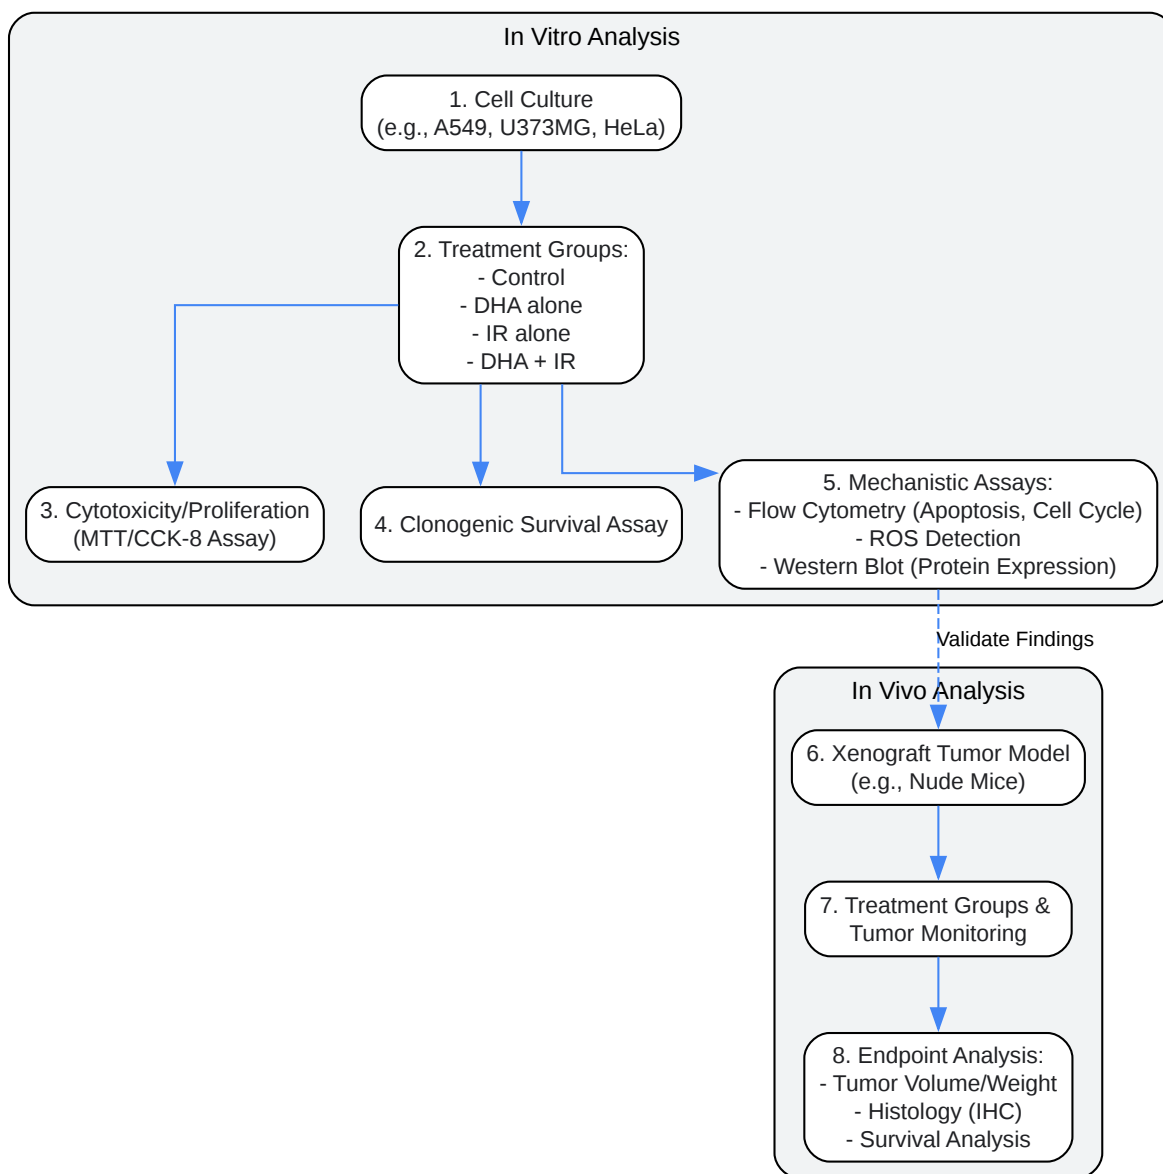 In Vitro Analysis
1. Cell Culture
(e.g., A549, U373MG, HeLa)
2. Treatment Groups:
- Control
- DHA alone
- IR alone
- DHA + IR
3. Cytotoxicity/Proliferation
(MTT/CCK-8 Assay)
4. Clonogenic Survival Assay
5. Mechanistic Assays:
- Flow Cytometry (Apoptosis, Cell Cycle)
- ROS Detection
- Western Blot (Protein Expression)
Validate Findings
In Vivo Analysis
6. Xenograft Tumor Model
(e.g., Nude Mice)
7. Treatment Groups &
Tumor Monitoring
8. Endpoint Analysis:
- Tumor Volume/Weight
- Histology (IHC)
- Survival Analysis